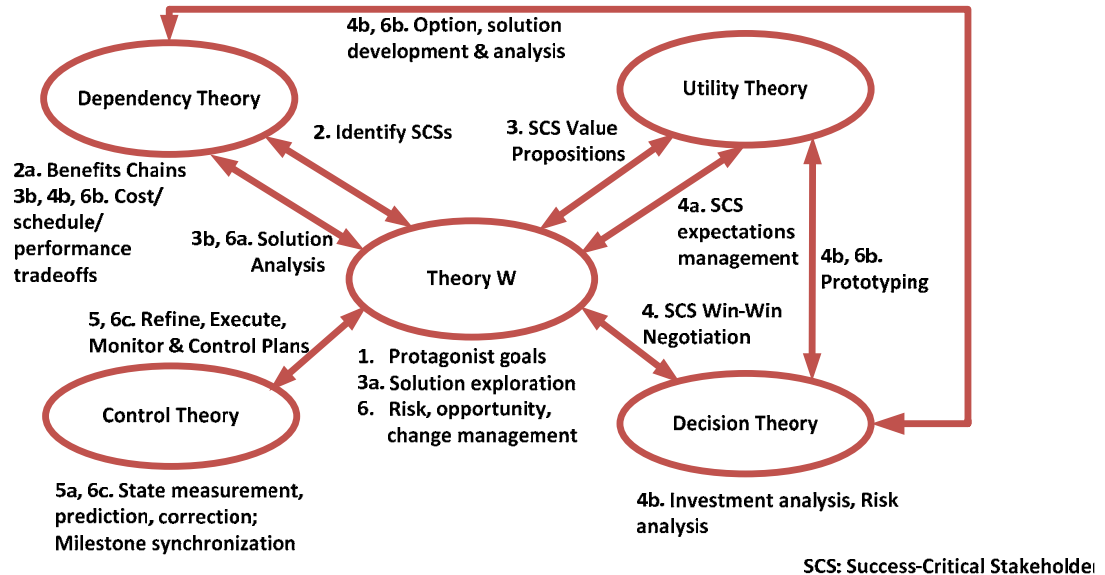 4b, 6b. Option, solution
development & analysis
Dependency Theory
Utility Theory
2. Identify SCSs
3. SCS Value
Propositions
2a. Benefits Chains
3b, 4b, 6b. Cost/
schedule/
performance
tradeoffs
3b, 6a. Solution
Analysis
4a. SCS
expectations
management
4b, 6b.
Prototyping
Theory W
4. SCS Win-Win
Negotiation
5, 6c. Refine, Execute,
Monitor & Control Plans
1. Protagonist goals
3a. Solution exploration
6. Risk, opportunity,
change management
Control Theory
Decision Theory
5a, 6c. State measurement,
prediction, correction;
Milestone synchronization
4b. Investment analysis, Risk
analysis
SCS: Success-Critical Stakeholder